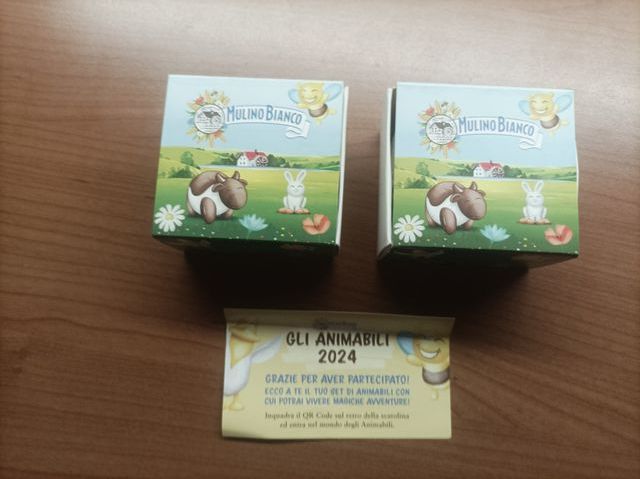 MULINO BIANCO
MULINO BIANCO
GLI ANIMABILI
2024
GRAZIE PER AVER PARTECIPATO!
ECCO A TE IL TUO SET DI ANIMABILI CON
CUI POTRAI VIVERE MAGICHE AVVENTURE!
Inquadra il QR Code sul retro della scatolina
ed entra nel mondo degli Animabili.